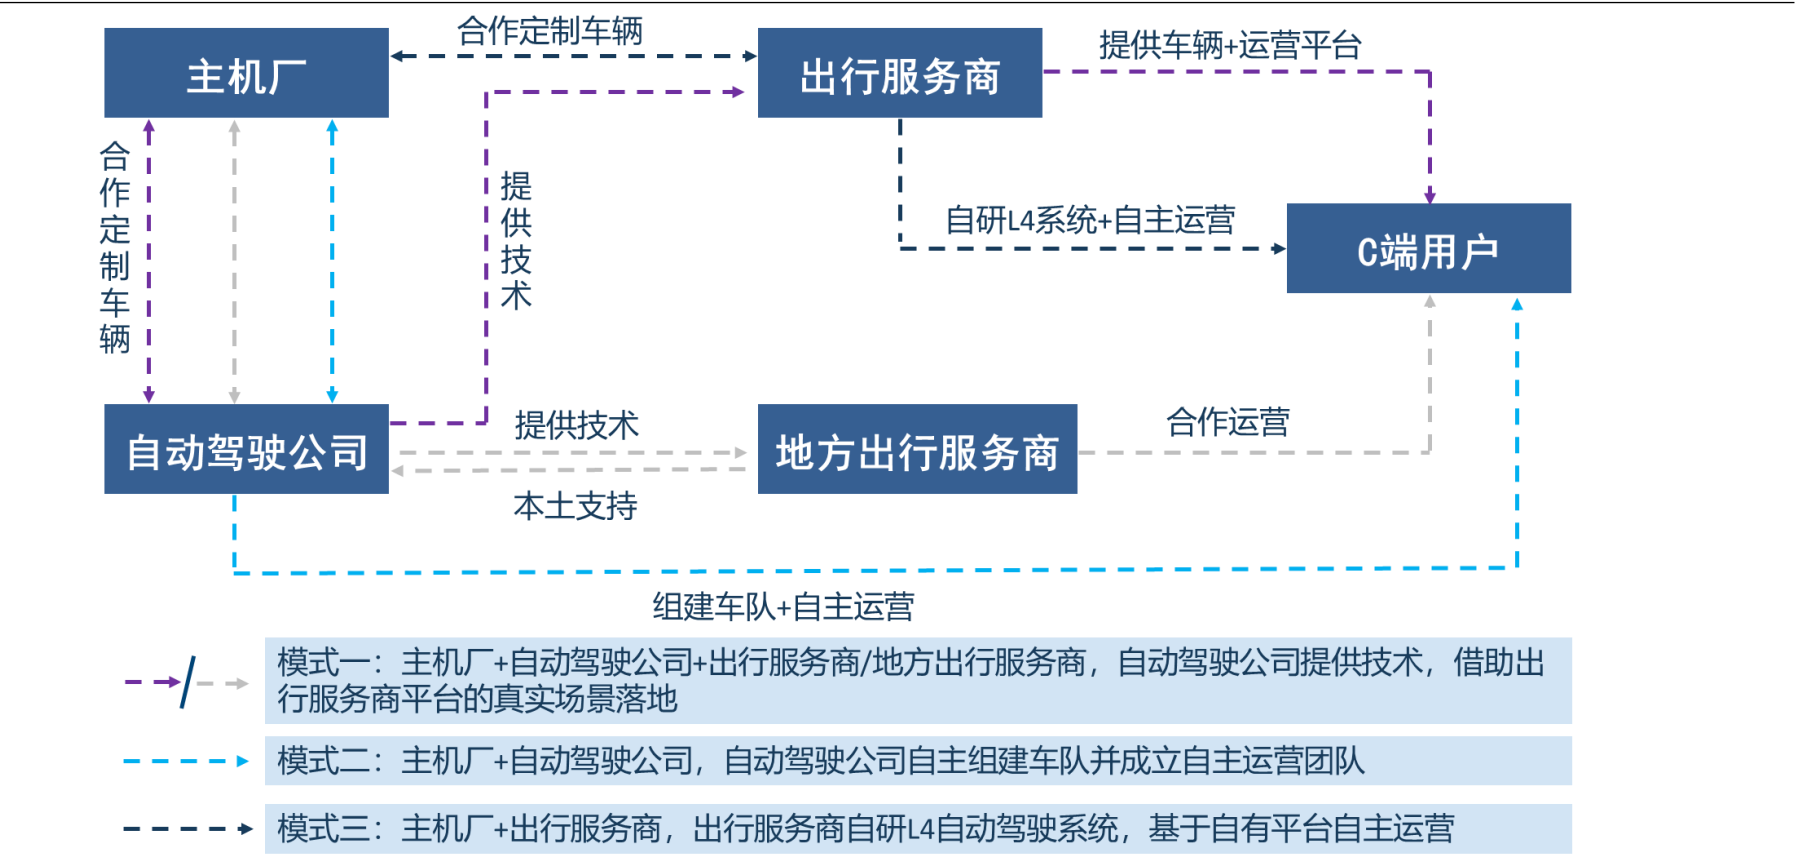 合作定制车辆
主机厂
出行服务商
提供车辆+运营平台
合作定制车辆
提供技术
自研L4系统+自主运营
C端用户
自动驾驶公司
提供技术
本土支持
地方出行服务商
合作运营
组建车队+自主运营
模式一：主机厂+自动驾驶公司+出行服务商/地方出行服务商，自动驾驶公司提供技术，借助出
行服务商平台的真实场景落地
模式二：主机厂+自动驾驶公司，自动驾驶公司自主组建车队并成立自主运营团队
模式三：主机厂+出行服务商，出行服务商自研L4自动驾驶系统，基于自有平台自主运营